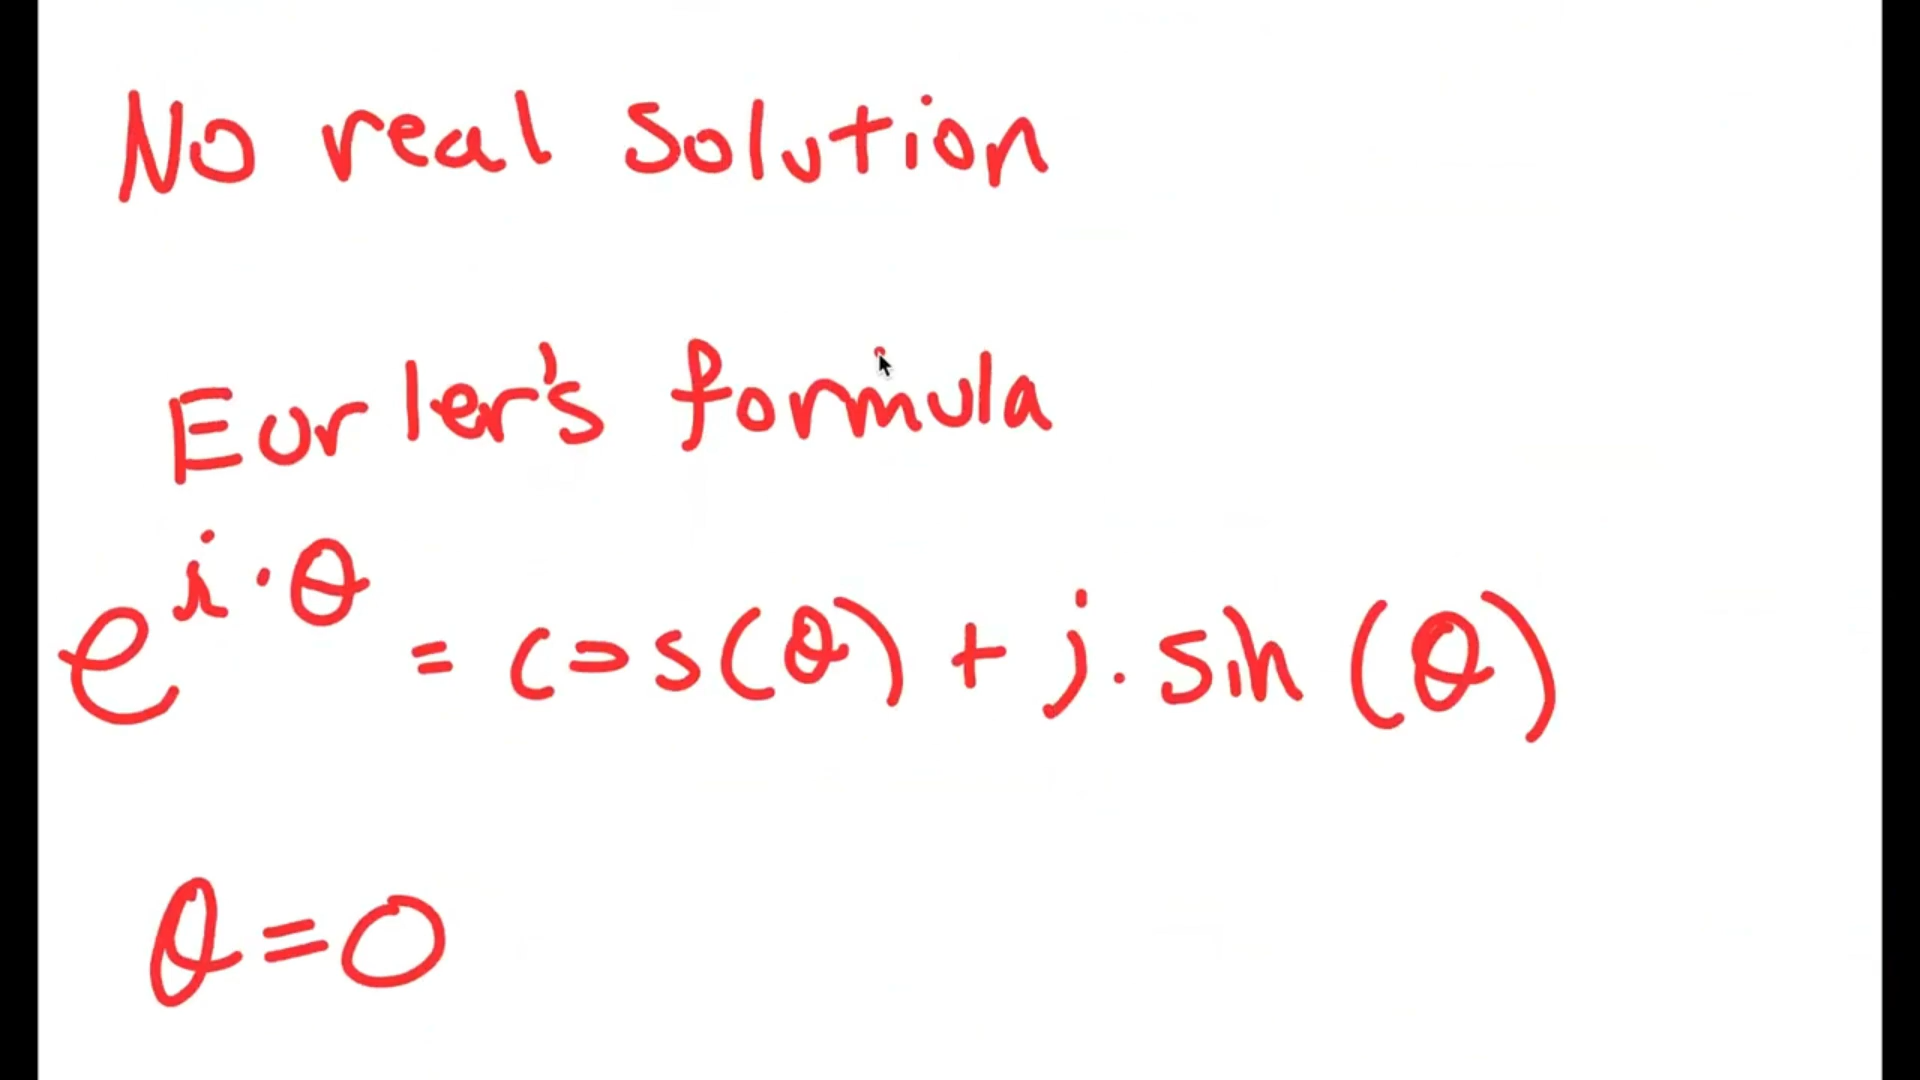 No real solution
Eurler's formula
e^{i·θ} = cos(θ) + j. sin (θ)
θ=0